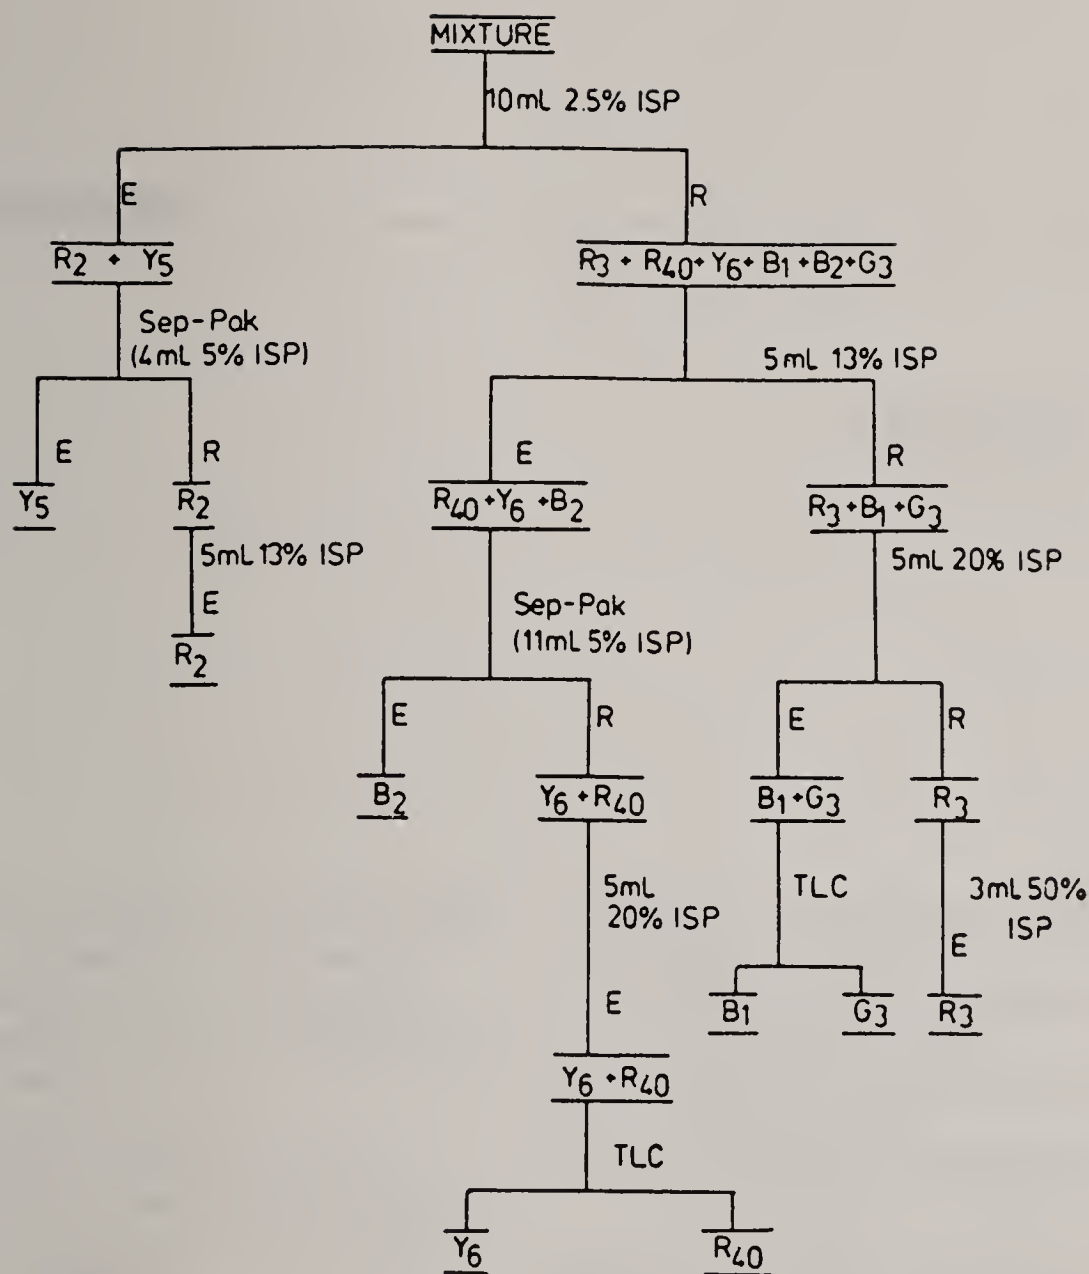 MIXTURE
10mL 2.5% ISP
E
R
R2 + Y5
R3 + R40 + Y6 + B1 + B2 + G3
Sep-Pak
(4mL 5% ISP)
5mL 13% ISP
E
R
E
R
Y5
R2
R40 + Y6 + B2
R3 + B1 + G3
5mL 13% ISP
5mL 20% ISP
E
R2
Sep-Pak
(11mL 5% ISP)
E
R
E
R
B2
Y6 + R40
B1 + G3
R3
5mL
20% ISP
TLC
3mL 50%
ISP
E
E
B1
G3
R3
Y6 + R40
TLC
Y6
R40